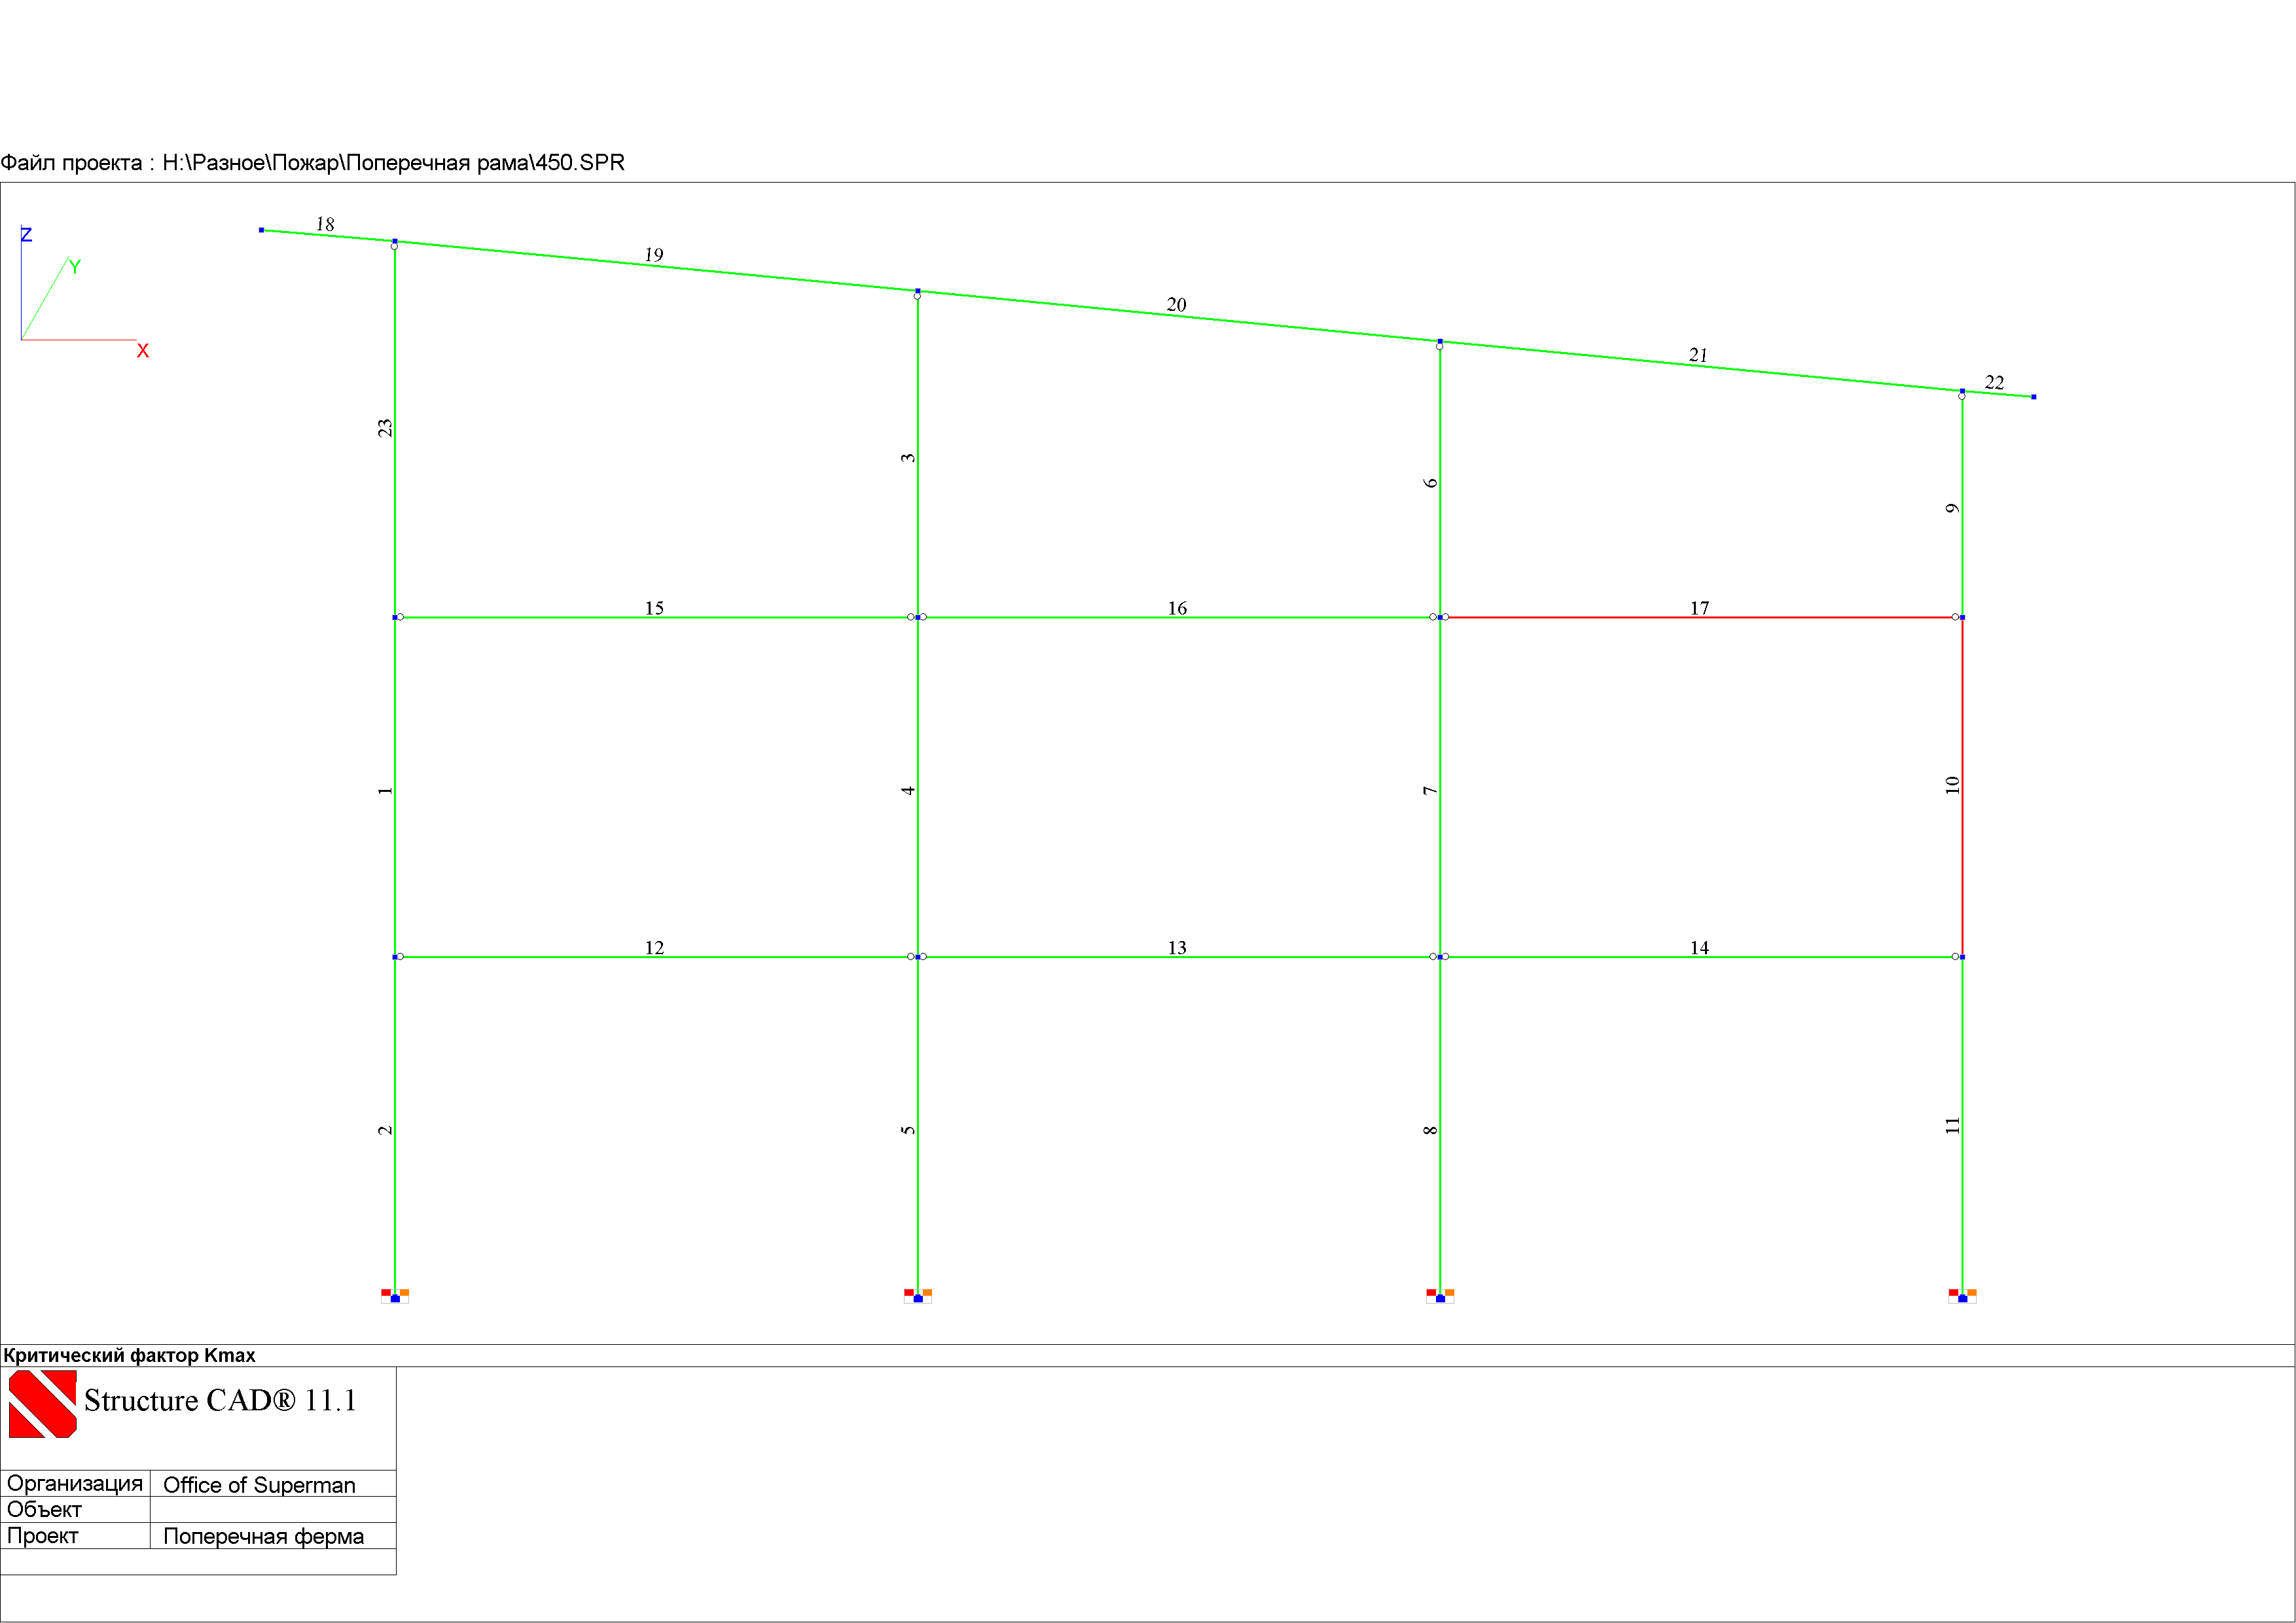 Файл проекта : H:\Разное\Пожар\Поперечная рама\450.SPR
Z
Y
X
18
19
20
21
22
23
3
6
9
15
16
17
1
4
7
10
12
13
14
2
5
8
11
Критический фактор Kmax
Structure CAD® 11.1
Организация Office of Superman
Объект
Проект Поперечная ферма